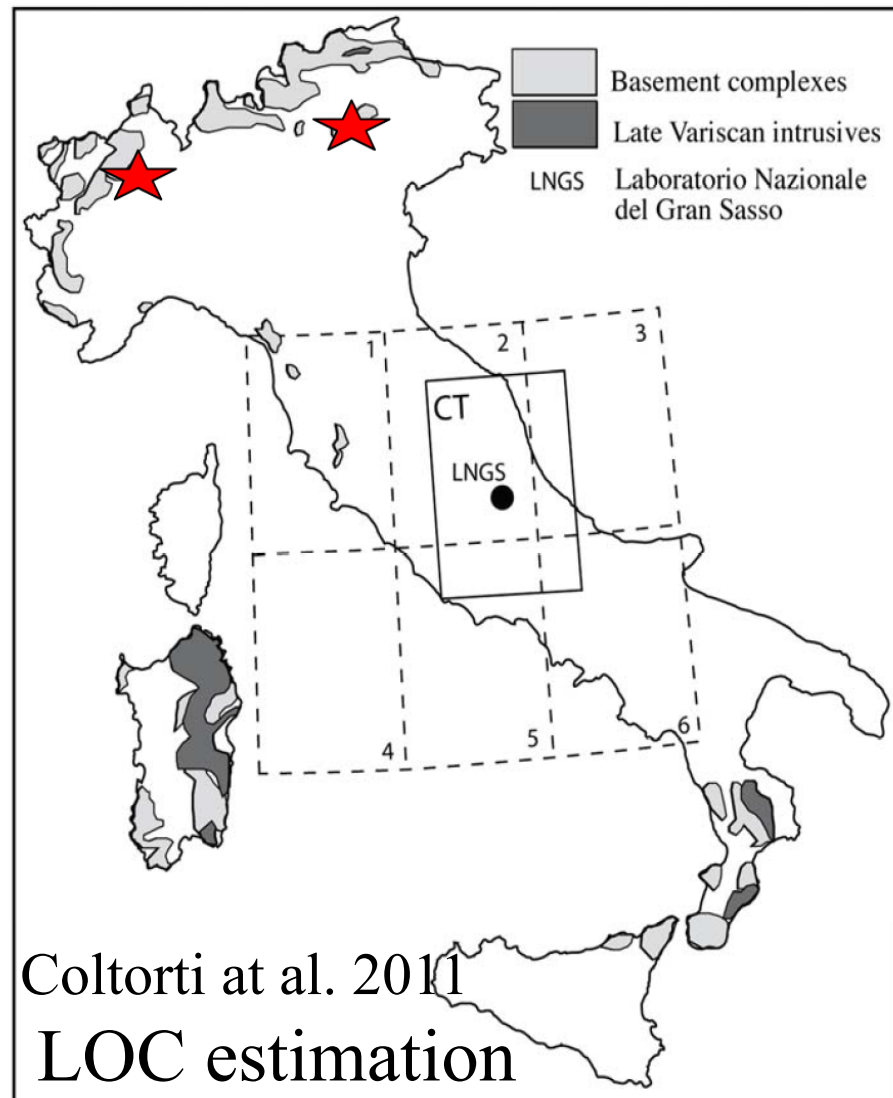 Basement complexes
Late Variscan intrusives
LNGS Laboratorio Nazionale
del Gran Sasso
1 2 3
CT
LNGS
4 5 6
Coltorti at al. 2011
LOC estimation